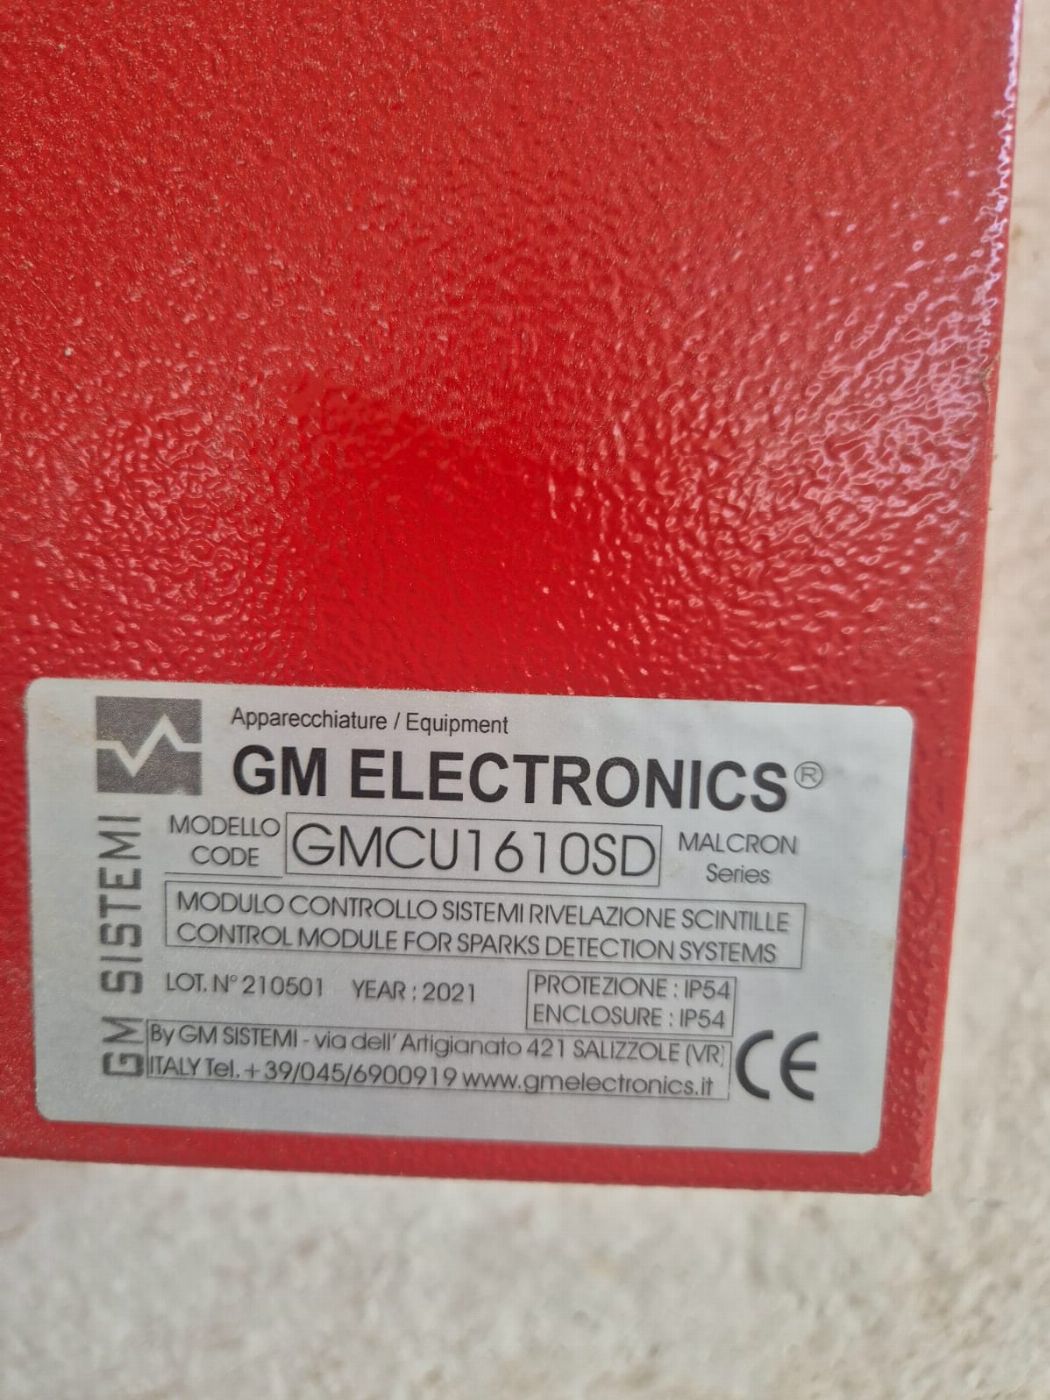 Apparecchiature / Equipment
GM ELECTRONICS®
MODELLO
CODE
GMCU1610SD
MALCRON
Series
MODULO CONTROLLO SISTEMI RIVELAZIONE SCINTILLE
CONTROL MODULE FOR SPARKS DETECTION SYSTEMS
LOT. N° 210501 YEAR : 2021
PROTEZIONE : IP54
ENCLOSURE : IP54
By GM SISTEMI - via dell' Artigianato 421 SALIZZOLE (VR)
ITALY Tel. +39/045/6900919 www.gmelectronics.it
CE
GM SISTEMI